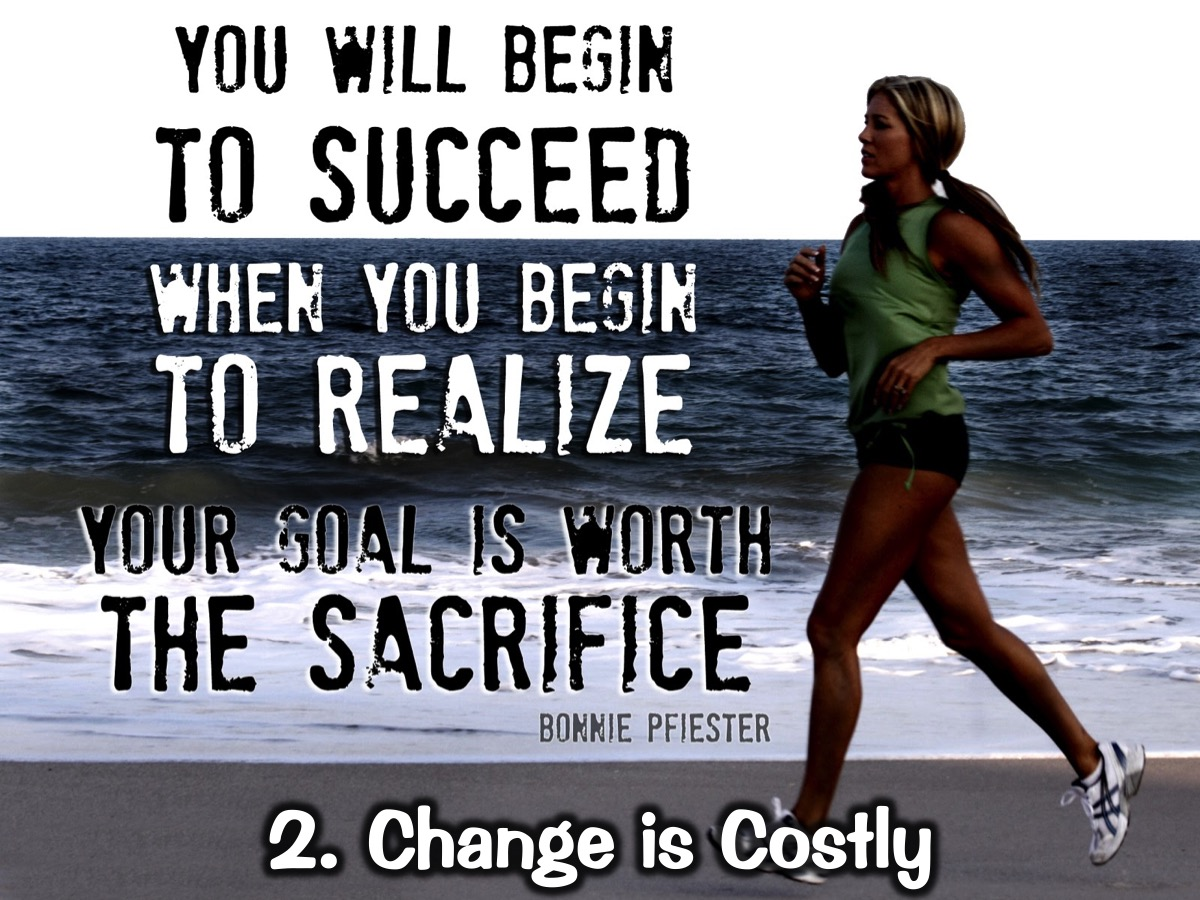 YOU WILL BEGIN
TO SUCCEED
WHEN YOU BEGIN
TO REALIZE
YOUR GOAL IS WORTH
THE SACRIFICE
BONNIE PFIESTER
2. Change is Costly